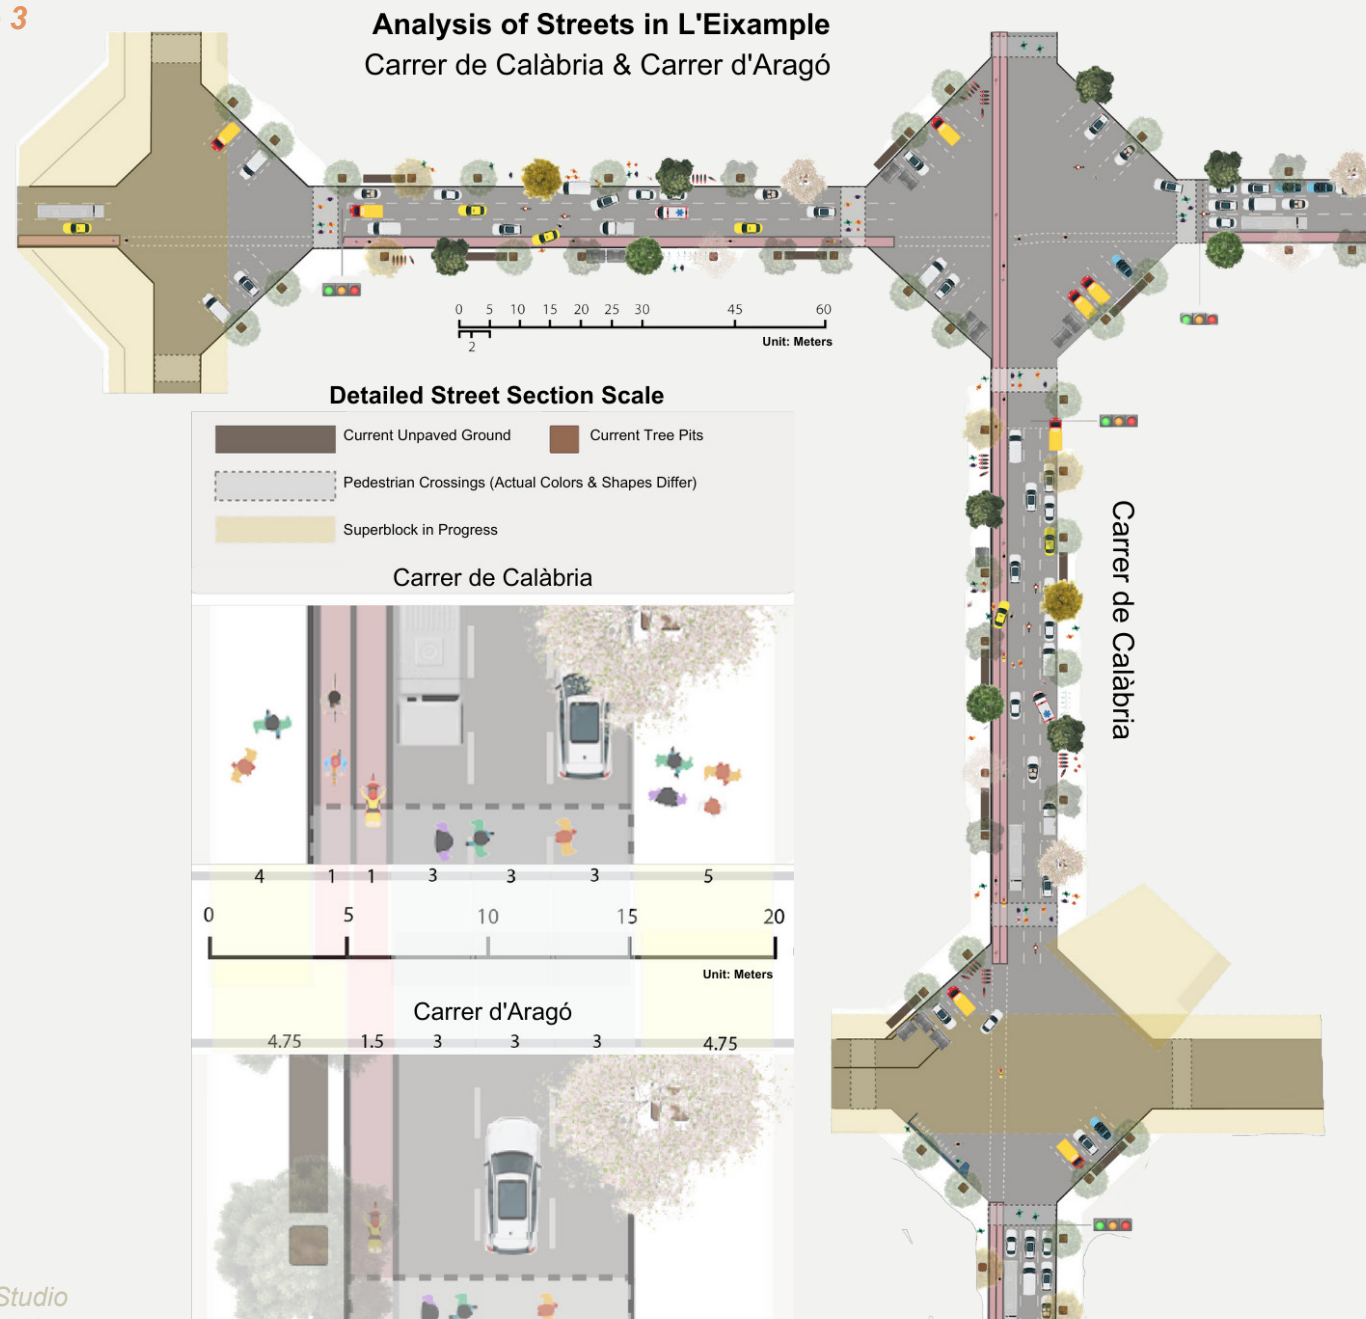 3
Analysis of Streets in L'Eixample
Carrer de Calàbria & Carrer d'Aragó
0 5 10 15 20 25 30 45 60
2
Unit: Meters
Detailed Street Section Scale
Current Unpaved Ground
Current Tree Pits
Pedestrian Crossings (Actual Colors & Shapes Differ)
Superblock in Progress
Carrer de Calàbria
4 1 1 3 3 3 5
0 5 10 15 20
Unit: Meters
Carrer d'Aragó
4.75 1.5 3 3 3 4.75
Carrer de Calàbria
Studio